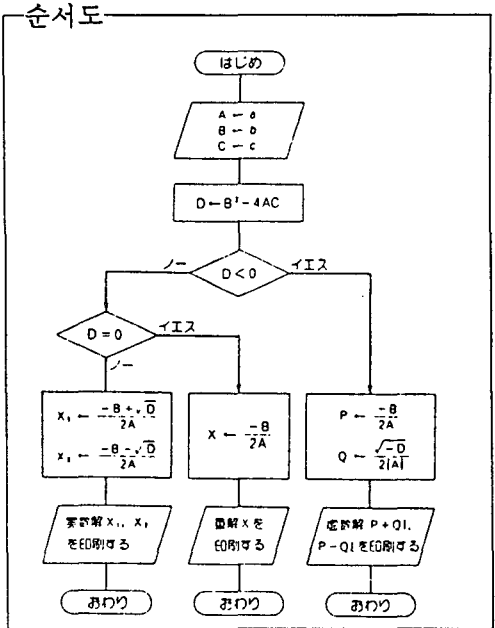 순서도
はじめ
A ← a
B ← b
C ← c
D ← B² - 4AC
D < 0
ノー
イエス
D = 0
イエス
ノー
X₁ ← -B + √D / 2A
X₂ ← -B - √D / 2A
X ← -B / 2A
P ← -B / 2A
Q ← √-D / 2|A|
実数解 X₁, X₂
を印刷する
重解 X を
印刷する
虚数解 P + Qi,
P - Qi を印刷する
おわり
おわり
おわり